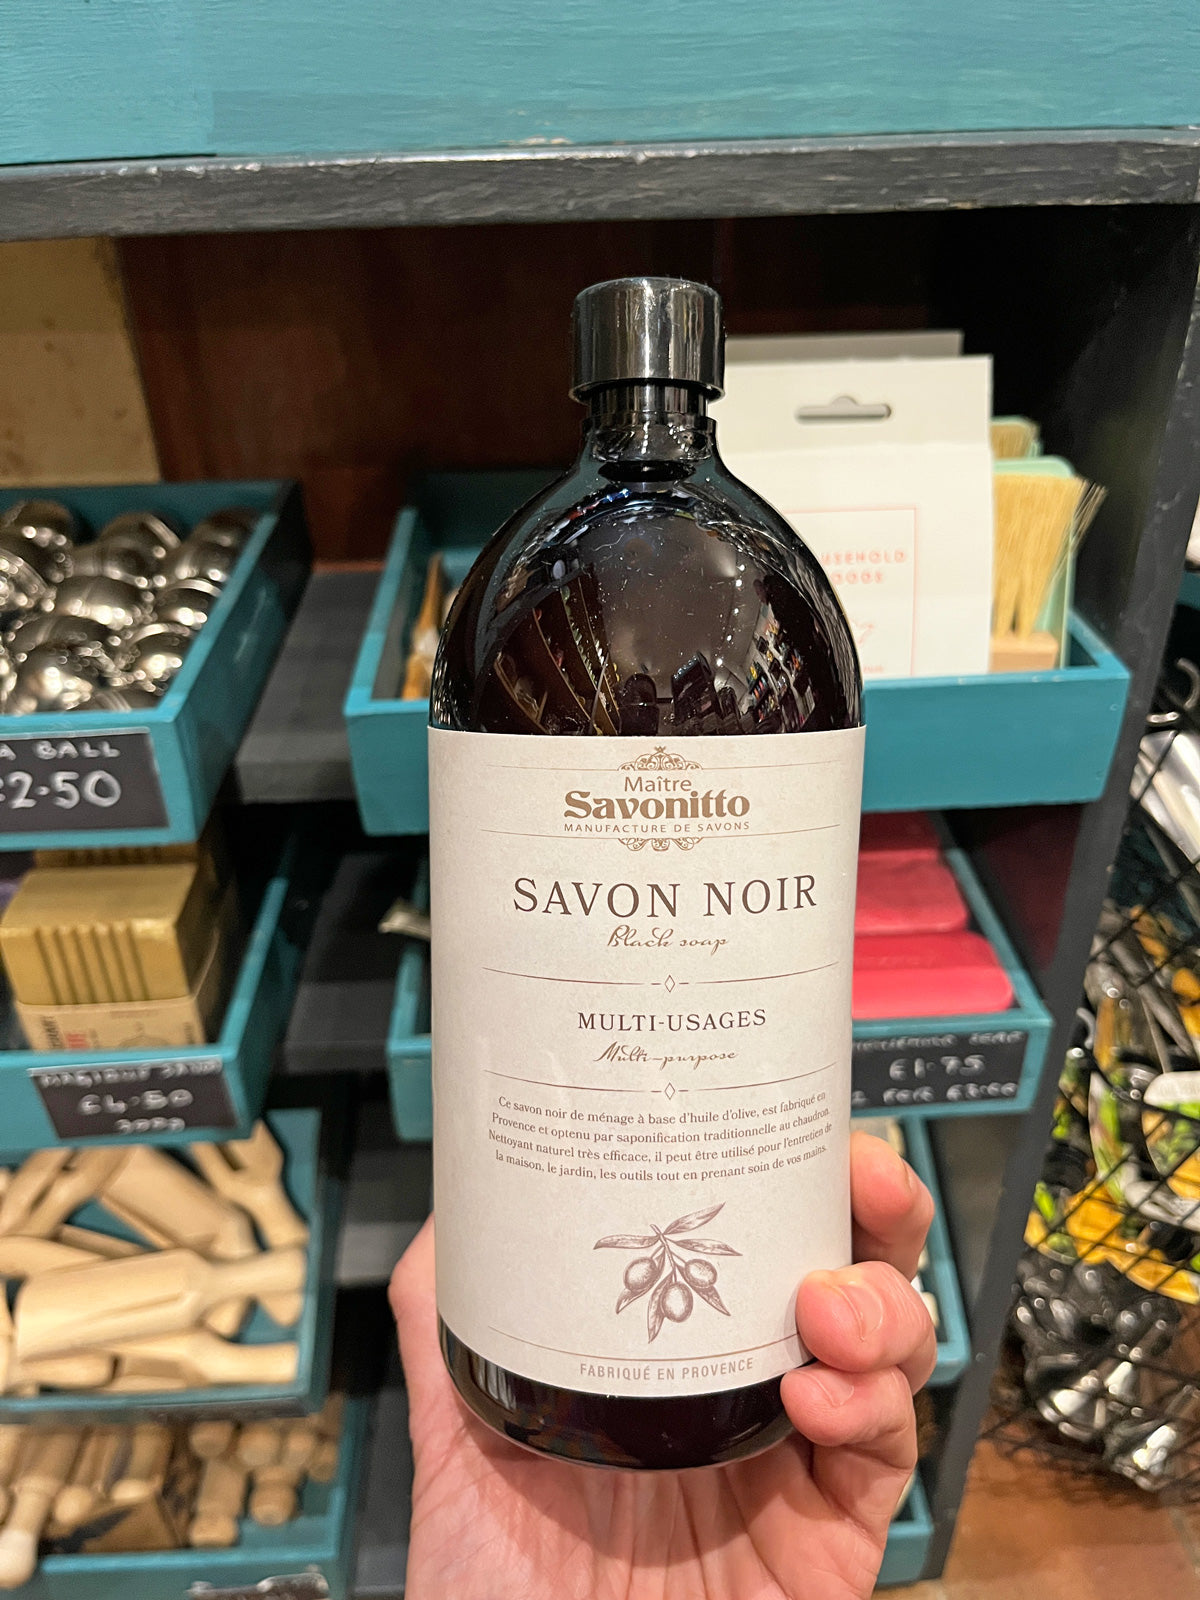 Maître
Savonitto
MANUFACTURE DE SAVONS
SAVON NOIR
Black soap
MULTI-USAGES
Multi-purpose
Ce savon noir de ménage à base d'huile d'olive, est fabriqué en
Provence et optenu par saponification traditionnelle au chaudron.
Nettoyant naturel très efficace, il peut être utilisé pour l'entretien de
la maison, le jardin, les outils tout en prenant soin de vos mains.
FABRIQUÉ EN PROVENCE
BALL
2.50
£4.50
300g
USEHOLD
£1.75